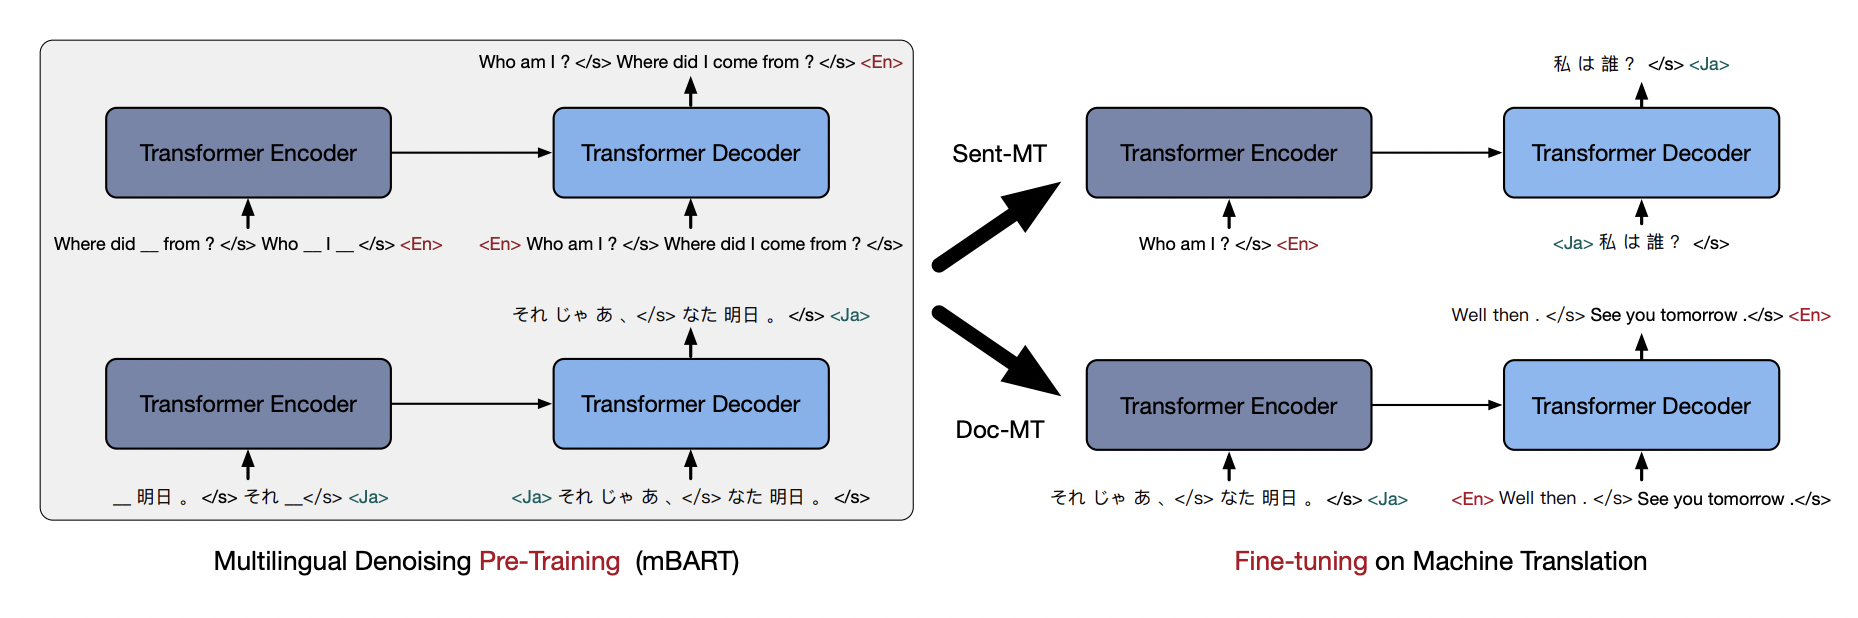 Who am I ? </s> Where did I come from ? </s> <En>
Transformer Encoder
Transformer Decoder
Where did __ from ? </s> Who __ I __ </s> <En>
<En> Who am I ? </s> Where did I come from ? </s>
それ じゃ あ 、</s> なた 明日 。 </s> <Ja>
Transformer Encoder
Transformer Decoder
__ 明日 。 </s> それ __</s> <Ja>
<Ja> それ じゃ あ 、</s> なた 明日 。 </s>
Multilingual Denoising Pre-Training (mBART)
Sent-MT
Doc-MT
私 は 誰 ? </s> <Ja>
Transformer Encoder
Transformer Decoder
Who am I ? </s> <En>
<Ja> 私 は 誰 ? </s>
Well then . </s> See you tomorrow .</s> <En>
Transformer Encoder
Transformer Decoder
それ じゃ あ 、</s> なた 明日 。 </s> <Ja>
<En> Well then . </s> See you tomorrow .</s>
Fine-tuning on Machine Translation